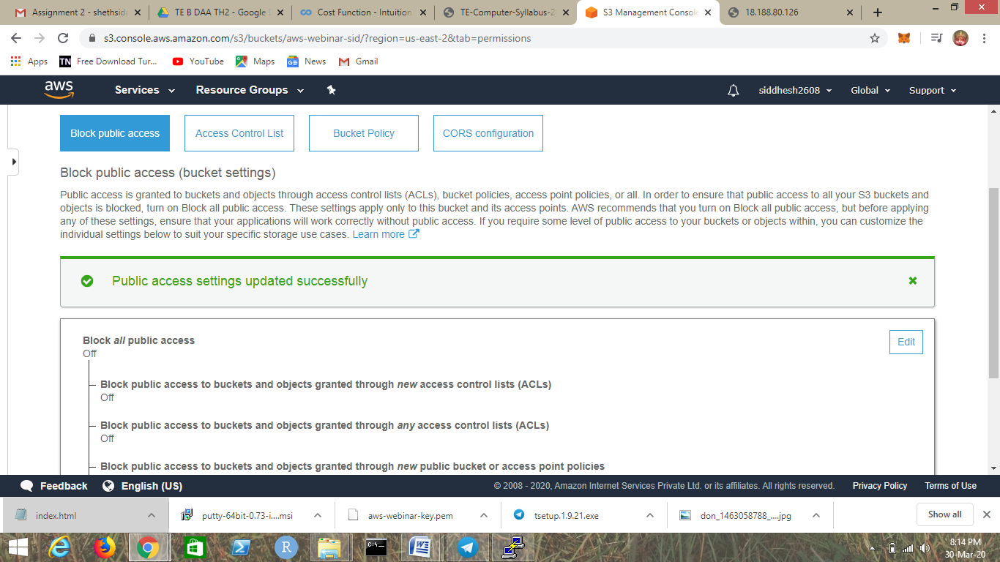 Assignment 2 - shethsid
TE B DAA TH2 - Google D
Cost Function - Intuition
TE-Computer-Syllabus-2
S3 Management Console
18.188.80.126
s3.console.aws.amazon.com/s3/buckets/aws-webinar-sid/?region=us-east-2&tab=permissions
Apps
TN
Free Download Tur...
YouTube
Maps
GE
News
Gmail
aws
Services
Resource Groups
siddhesh2608
Global
Support
Block public access
Access Control List
Bucket Policy
CORS configuration
Block public access (bucket settings)
Public access is granted to buckets and objects through access control lists (ACLs), bucket policies, access point policies, or all. In order to ensure that public access to all your S3 buckets and
objects is blocked, turn on Block all public access. These settings apply only to this bucket and its access points. AWS recommends that you turn on Block all public access, but before applying
any of these settings, ensure that your applications will work correctly without public access. If you require some level of public access to your buckets or objects within, you can customize the
individual settings below to suit your specific storage use cases. Learn more
Public access settings updated successfully
Block all public access
Off
Edit
Block public access to buckets and objects granted through new access control lists (ACLs)
Off
Block public access to buckets and objects granted through any access control lists (ACLs)
Off
Block public access to buckets and objects granted through new public bucket or access point policies
Feedback
English (US)
© 2008 - 2020, Amazon Internet Services Private Ltd. or its affiliates. All rights reserved.
Privacy Policy
Terms of Use
index.html
putty-64bit-0.73-i....msi
aws-webinar-key.pem
tsetup.1.9.21.exe
don_1463058788_....jpg
Show all
R
C:\_
W
8:14 PM
30-Mar-20